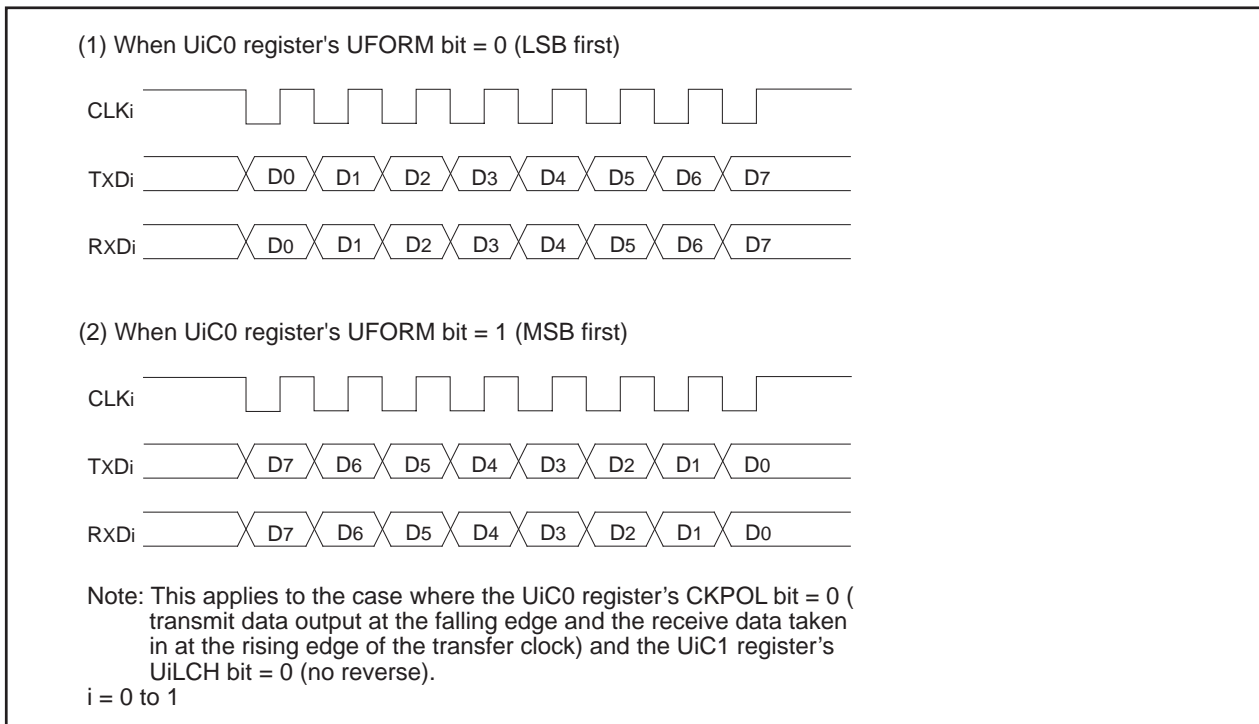 (1) When UiC0 register's UFORM bit = 0 (LSB first)
CLKi
TXDi D0 D1 D2 D3 D4 D5 D6 D7
RXDi D0 D1 D2 D3 D4 D5 D6 D7
(2) When UiC0 register's UFORM bit = 1 (MSB first)
CLKi
TXDi D7 D6 D5 D4 D3 D2 D1 D0
RXDi D7 D6 D5 D4 D3 D2 D1 D0
Note: This applies to the case where the UiC0 register’s CKPOL bit = 0 (
transmit data output at the falling edge and the receive data taken
in at the rising edge of the transfer clock) and the UiC1 register’s
UiLCH bit = 0 (no reverse).
i = 0 to 1